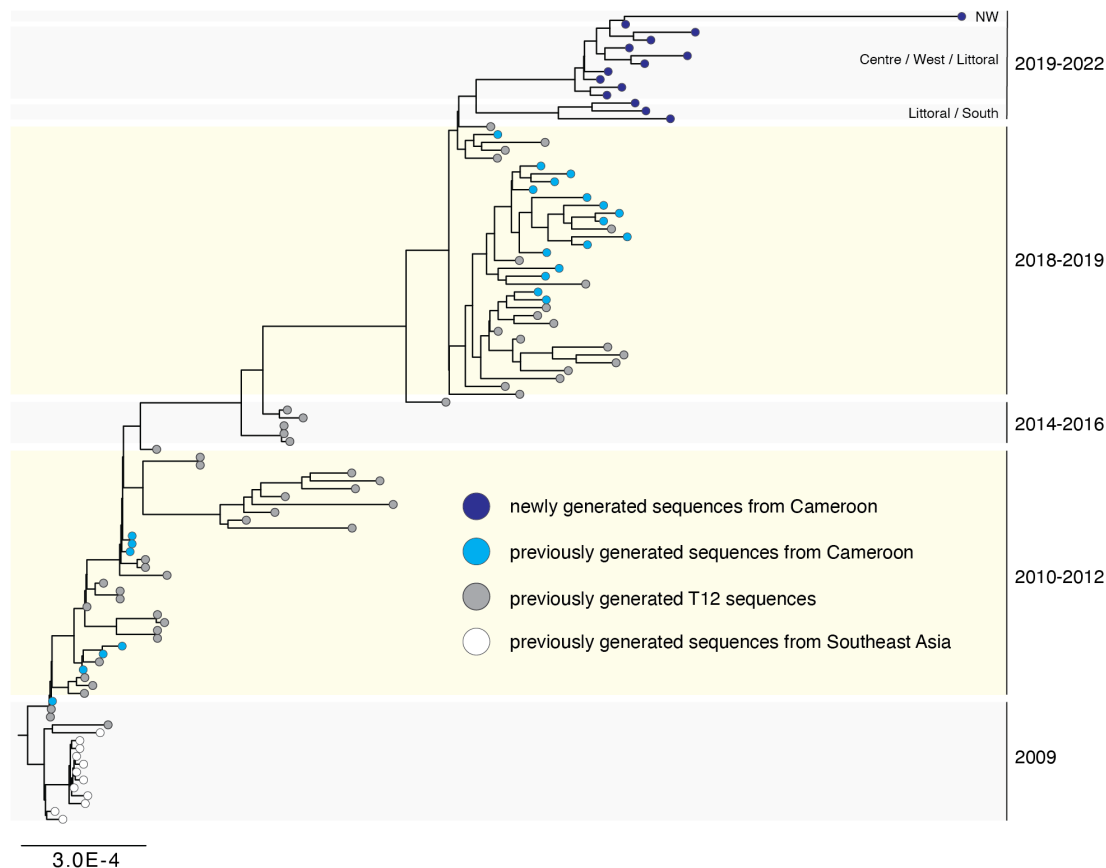 NW
Centre / West / Littoral
2019-2022
Littoral / South
2018-2019
2014-2016
newly generated sequences from Cameroon
previously generated sequences from Cameroon
2010-2012
previously generated T12 sequences
previously generated sequences from Southeast Asia
2009
3.0E-4